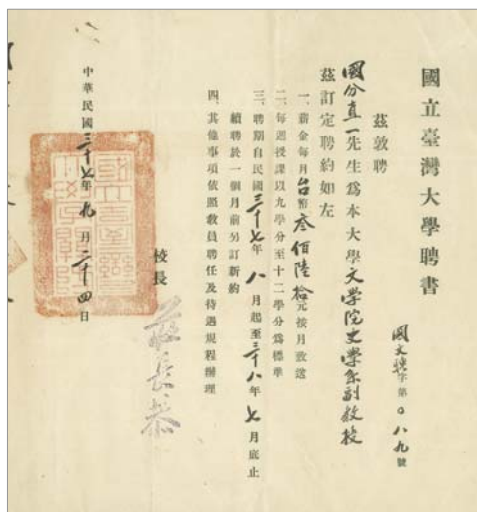 國立臺灣大學聘書
國文聘字第〇八九號
茲敦聘
國分直一先生為本大學文學院史學系副教授
茲訂定聘約如左
一、薪金每月台幣叁佰陸拾元按月致送
二、每週授課以九學分至十二學分為標準
三、聘期自民國三十七年八月起至三十八年七月底止
續聘於一個月前另訂新約
四、其他事項依照教員聘任及待遇規程辦理
校長
莊長恭
中華民國三十七年九月二十四日